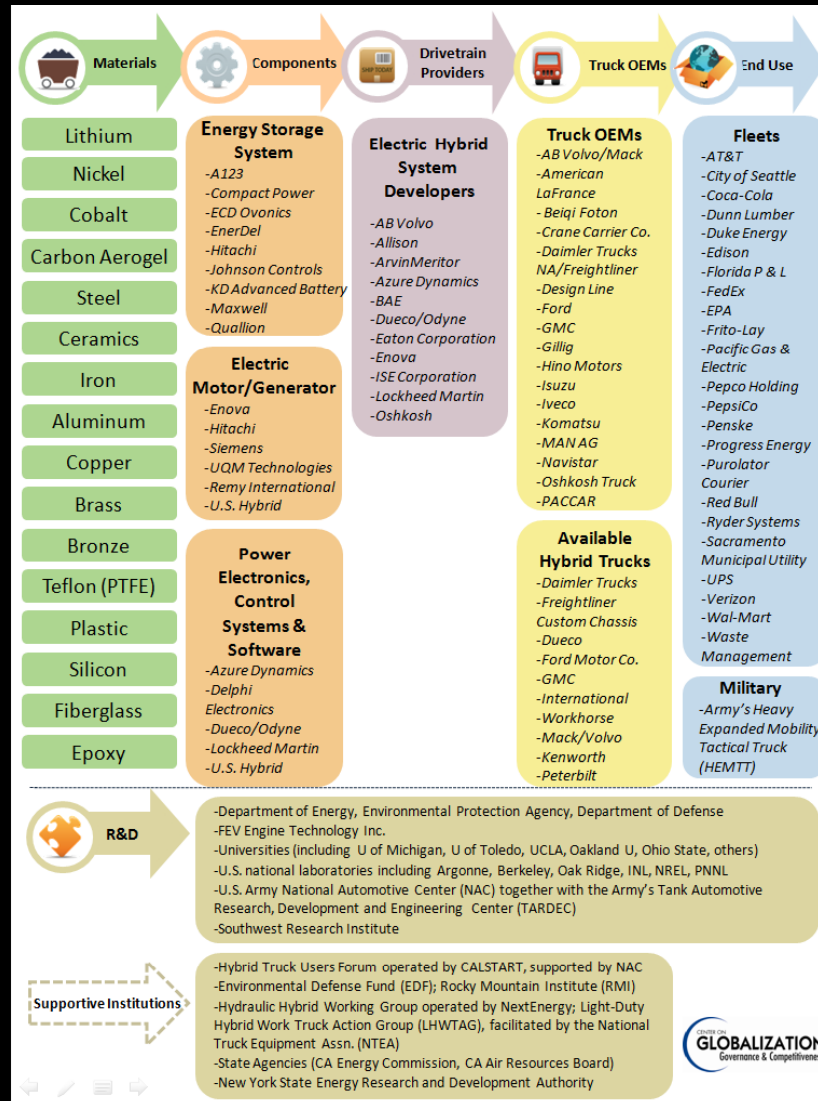 Materials
Components
Drivetrain
Providers
Truck OEMs
End Use
SHIP TODAY
Lithium
Nickel
Cobalt
Carbon Aerogel
Steel
Ceramics
Iron
Aluminum
Copper
Brass
Bronze
Teflon (PTFE)
Plastic
Silicon
Fiberglass
Epoxy
Energy Storage
System
-A123
-Compact Power
-ECD Ovonics
-EnerDel
-Hitachi
-Johnson Controls
-KD Advanced Battery
-Maxwell
-Quallion
Electric
Motor/Generator
-Enova
-Hitachi
-Siemens
-UQM Technologies
-Remy International
-U.S. Hybrid
Power
Electronics,
Control
Systems &
Software
-Azure Dynamics
-Delphi
Electronics
-Dueco/Odyne
-Lockheed Martin
-U.S. Hybrid
Electric Hybrid
System
Developers
-AB Volvo
-Allison
-ArvinMeritor
-Azure Dynamics
-BAE
-Dueco/Odyne
-Eaton Corporation
-Enova
-ISE Corporation
-Lockheed Martin
-Oshkosh
Truck OEMs
-AB Volvo/Mack
-American
LaFrance
-Beiqi Foton
-Crane Carrier Co.
-Daimler Trucks
NA/Freightliner
-Design Line
-Ford
-GMC
-Gillig
-Hino Motors
-Isuzu
-Iveco
-Komatsu
-MAN AG
-Navistar
-Oshkosh Truck
-PACCAR
Available
Hybrid Trucks
-Daimler Trucks
-Freightliner
Custom Chassis
-Dueco
-Ford Motor Co.
-GMC
-International
-Workhorse
-Mack/Volvo
-Kenworth
-Peterbilt
Fleets
-AT&T
-City of Seattle
-Coca-Cola
-Dunn Lumber
-Duke Energy
-Edison
-Florida P & L
-FedEx
-EPA
-Frito-Lay
-Pacific Gas &
Electric
-Pepco Holding
-PepsiCo
-Penske
-Progress Energy
-Purolator
Courier
-Red Bull
-Ryder Systems
-Sacramento
Municipal Utility
-UPS
-Verizon
-Wal-Mart
-Waste
Management
Military
-Army's Heavy
Expanded Mobility
Tactical Truck
(HEMTT)
R&D
-Department of Energy, Environmental Protection Agency, Department of Defense
-FEV Engine Technology Inc.
-Universities (including U of Michigan, U of Toledo, UCLA, Oakland U, Ohio State, others)
-U.S. national laboratories including Argonne, Berkeley, Oak Ridge, INL, NREL, PNNL
-U.S. Army National Automotive Center (NAC) together with the Army's Tank Automotive
Research, Development and Engineering Center (TARDEC)
-Southwest Research Institute
Supportive Institutions
-Hybrid Truck Users Forum operated by CALSTART, supported by NAC
-Environmental Defense Fund (EDF); Rocky Mountain Institute (RMI)
-Hydraulic Hybrid Working Group operated by NextEnergy; Light-Duty
Hybrid Work Truck Action Group (LHWTAG), facilitated by the National
Truck Equipment Assn. (NTEA)
-State Agencies (CA Energy Commission, CA Air Resources Board)
-New York State Energy Research and Development Authority
CENTER ON
GLOBALIZATION
Governance & Competitivenes